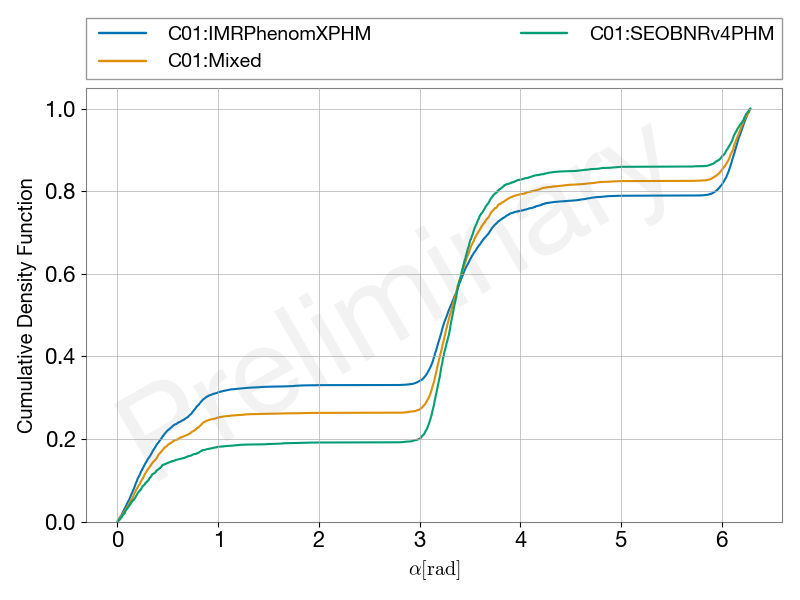 C01:IMRPhenomXPHM
C01:SEOBNRv4PHM
C01:Mixed
Preliminary
Cumulative Density Function
1.0
0.8
0.6
0.4
0.2
0.0
0 1 2 3 4 5 6
α[rad]